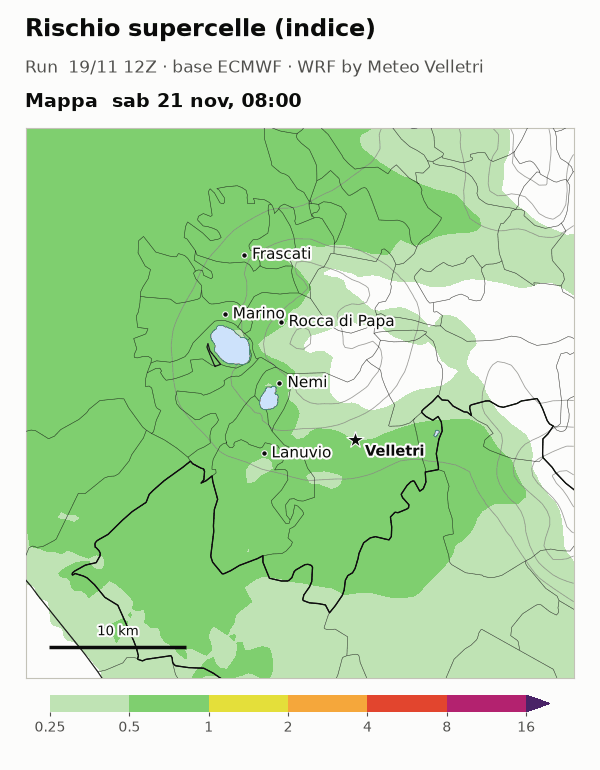 Rischio supercelle (indice)
Run  19/11 12Z · base ECMWF · WRF by Meteo Velletri
Mappa  sab 21 nov, 08:00
Frascati
Marino
Rocca di Papa
Nemi
Velletri
Lanuvio
10 km
0.25 0.5 1 2 4 8 16